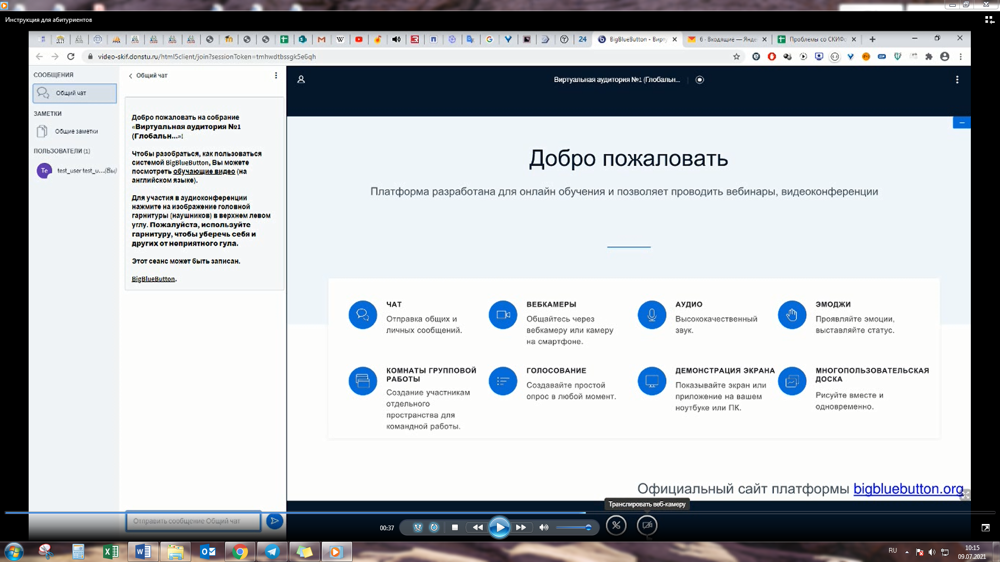 Инструкция для абитуриентов
24
BigBlueButton - Вирту
6 · Входящие — Янде
Проблемы со СКИФ
video-skif.donstu.ru/html5client/join?sessionToken=tmhwdtbssgk5e6qh
СООБЩЕНИЯ
Общий чат
ЗАМЕТКИ
Общие заметки
ПОЛЬЗОВАТЕЛИ (1)
Te
test_user test_u...(Вы)
Общий чат
Добро пожаловать на собрание
«Виртуальная аудитория №1
(Глобальн...»!
Чтобы разобраться, как пользоваться
системой BigBlueButton, Вы можете
посмотреть обучающие видео (на
английском языке).
Для участия в аудиоконференции
нажмите на изображение головной
гарнитуры (наушников) в верхнем левом
углу. Пожалуйста, используйте
гарнитуру, чтобы уберечь себя и
других от неприятного гула.
Этот сеанс может быть записан.
BigBlueButton.
Отправить сообщение Общий чат
Виртуальная аудитория №1 (Глобальн...
Добро пожаловать
Платформа разработана для онлайн обучения и позволяет проводить вебинары, видеоконференции
ЧАТ
Отправка общих и
личных сообщений.
ВЕБКАМЕРЫ
Общайтесь через
вебкамеру или камеру
на смартфоне.
АУДИО
Высококачественный
звук.
ЭМОДЖИ
Проявляйте эмоции,
выставляйте статус.
КОМНАТЫ ГРУППОВОЙ
РАБОТЫ
Создание участникам
отдельного
пространства для
командной работы.
ГОЛОСОВАНИЕ
Создавайте простой
опрос в любой момент.
ДЕМОНСТРАЦИЯ ЭКРАНА
Показывайте экран или
приложение на вашем
ноутбуке или ПК.
МНОГОПОЛЬЗОВАТЕЛЬСКАЯ
ДОСКА
Рисуйте вместе и
одновременно.
Официальный сайт платформы bigbluebutton.org
Транслировать веб-камеру
00:37
RU
10:15
09.07.2021